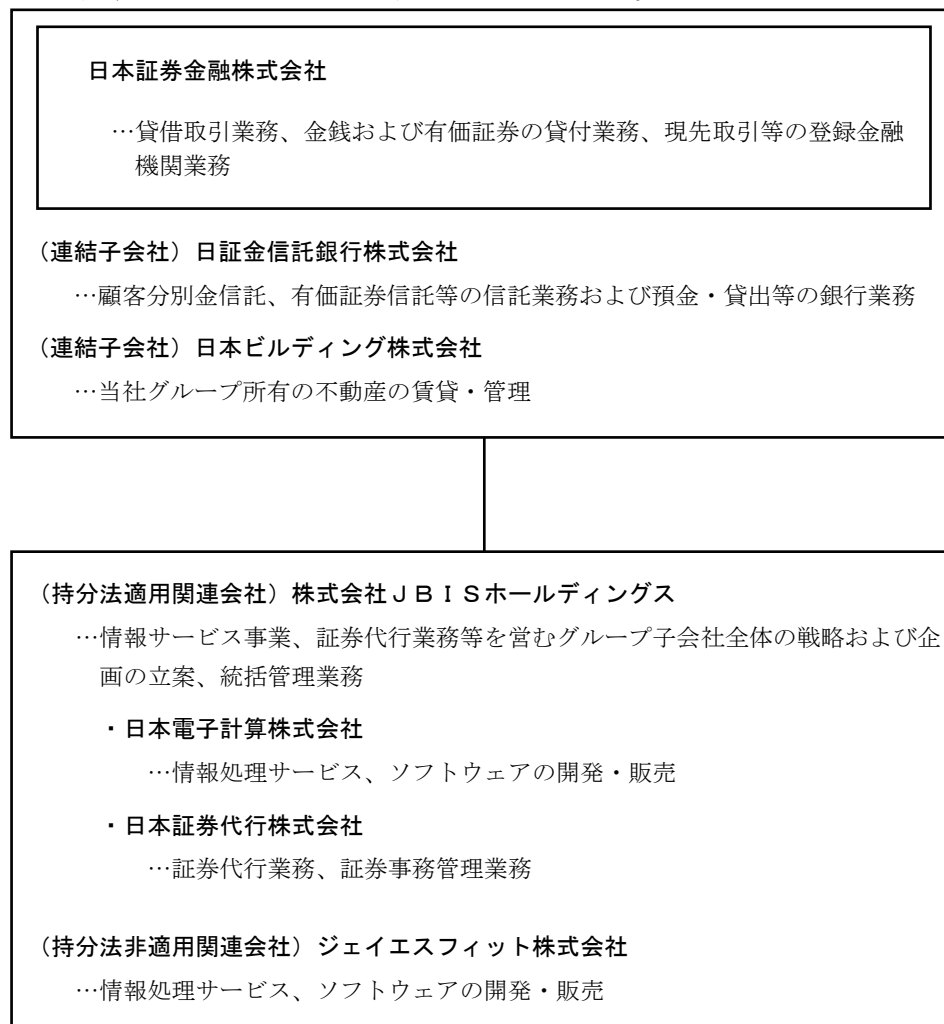 日本証券金融株式会社
…貸借取引業務、金銭および有価証券の貸付業務、現先取引等の登録金融
機関業務
（連結子会社）日証金信託銀行株式会社
…顧客分別金信託、有価証券信託等の信託業務および預金・貸出等の銀行業務
（連結子会社）日本ビルディング株式会社
…当社グループ所有の不動産の賃貸・管理
（持分法適用関連会社）株式会社ＪＢＩＳホールディングス
…情報サービス事業、証券代行業務等を営むグループ子会社全体の戦略および企
画の立案、統括管理業務
・日本電子計算株式会社
…情報処理サービス、ソフトウェアの開発・販売
・日本証券代行株式会社
…証券代行業務、証券事務管理業務
（持分法非適用関連会社）ジェイエスフィット株式会社
…情報処理サービス、ソフトウェアの開発・販売